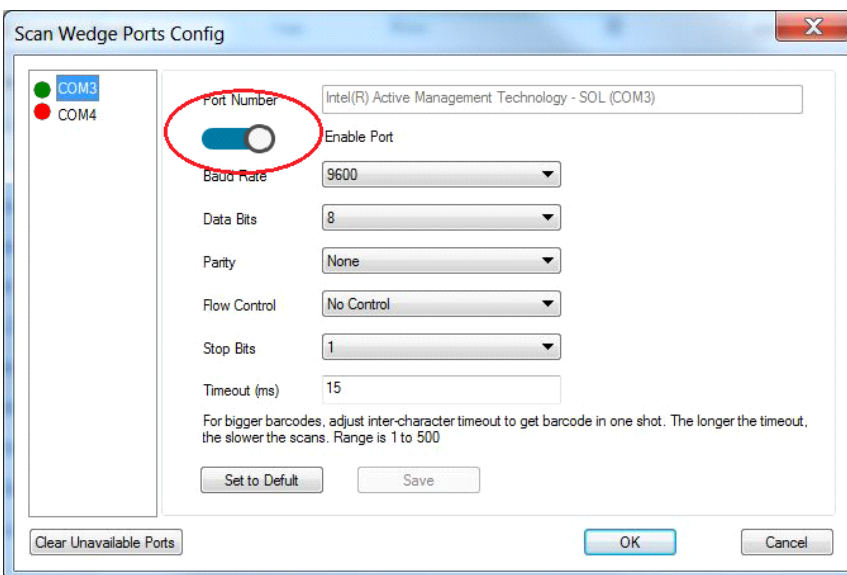 Scan Wedge Ports Config
COM3
COM4
Port Number
Intel(R) Active Management Technology - SOL (COM3)
Enable Port
Baud Rate
9600
Data Bits
8
Parity
None
Flow Control
No Control
Stop Bits
1
Timeout (ms)
15
For bigger barcodes, adjust inter-character timeout to get barcode in one shot. The longer the timeout,
the slower the scans. Range is 1 to 500
Set to Defult
Save
Clear Unavailable Ports
OK
Cancel